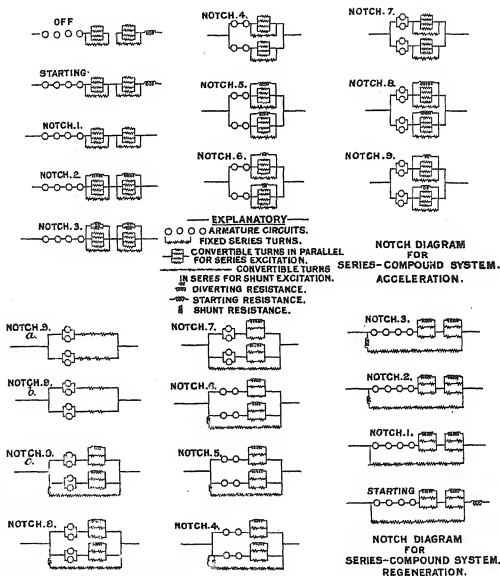 OFF
STARTING.
NOTCH.1.
NOTCH.2
NOTCH.3.
NOTCH.4.
NOTCH.5.
NOTCH.6
NOTCH.7.
NOTCH.8.
NOTCH.9.
EXPLANATORY
ARMATURE CIRCUITS.
FIXED SERIES TURNS.
CONVERTIBLE TURNS IN PARALLEL
FOR SERIES EXCITATION.
CONVERTIBLE TURNS
IN SERES FOR SHUNT EXCITATION.
DIVERTING RESISTANCE.
STARTING RESISTANCE.
SHUNT RESISTANCE.
NOTCH DIAGRAM
FOR
SERIES-COMPOUND SYSTEM.
ACCELERATION.
NOTCH.9.
a.
NOTCH.9.
b.
NOTCH.9.
c.
NOTCH.8.
NOTCH.7.
NOTCH.6.
NOTCH.5.
NOTCH.4.
NOTCH.3.
NOTCH.2.
NOTCH.1.
STARTING
NOTCH DIAGRAM
FOR
SERIES-COMPOUND SYSTEM.
REGENERATION.